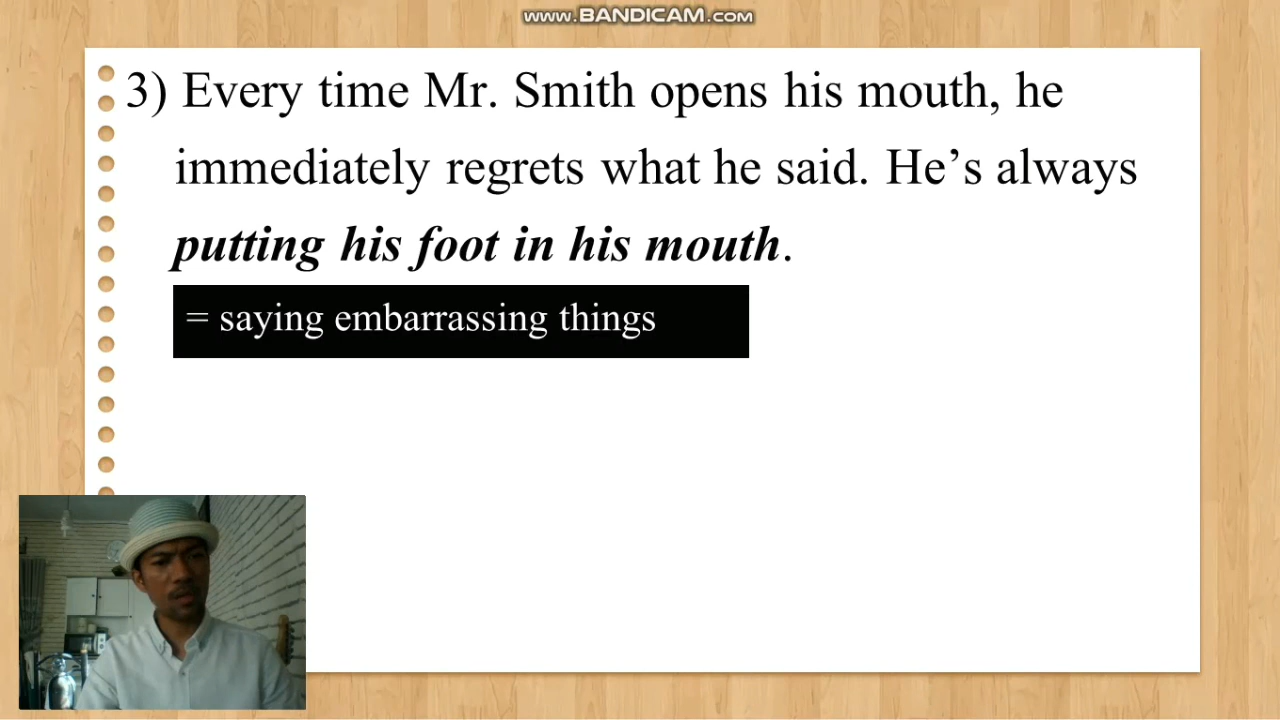 www.BANDICAM.com
3) Every time Mr. Smith opens his mouth, he
immediately regrets what he said. He’s always
putting his foot in his mouth.
= saying embarrassing things